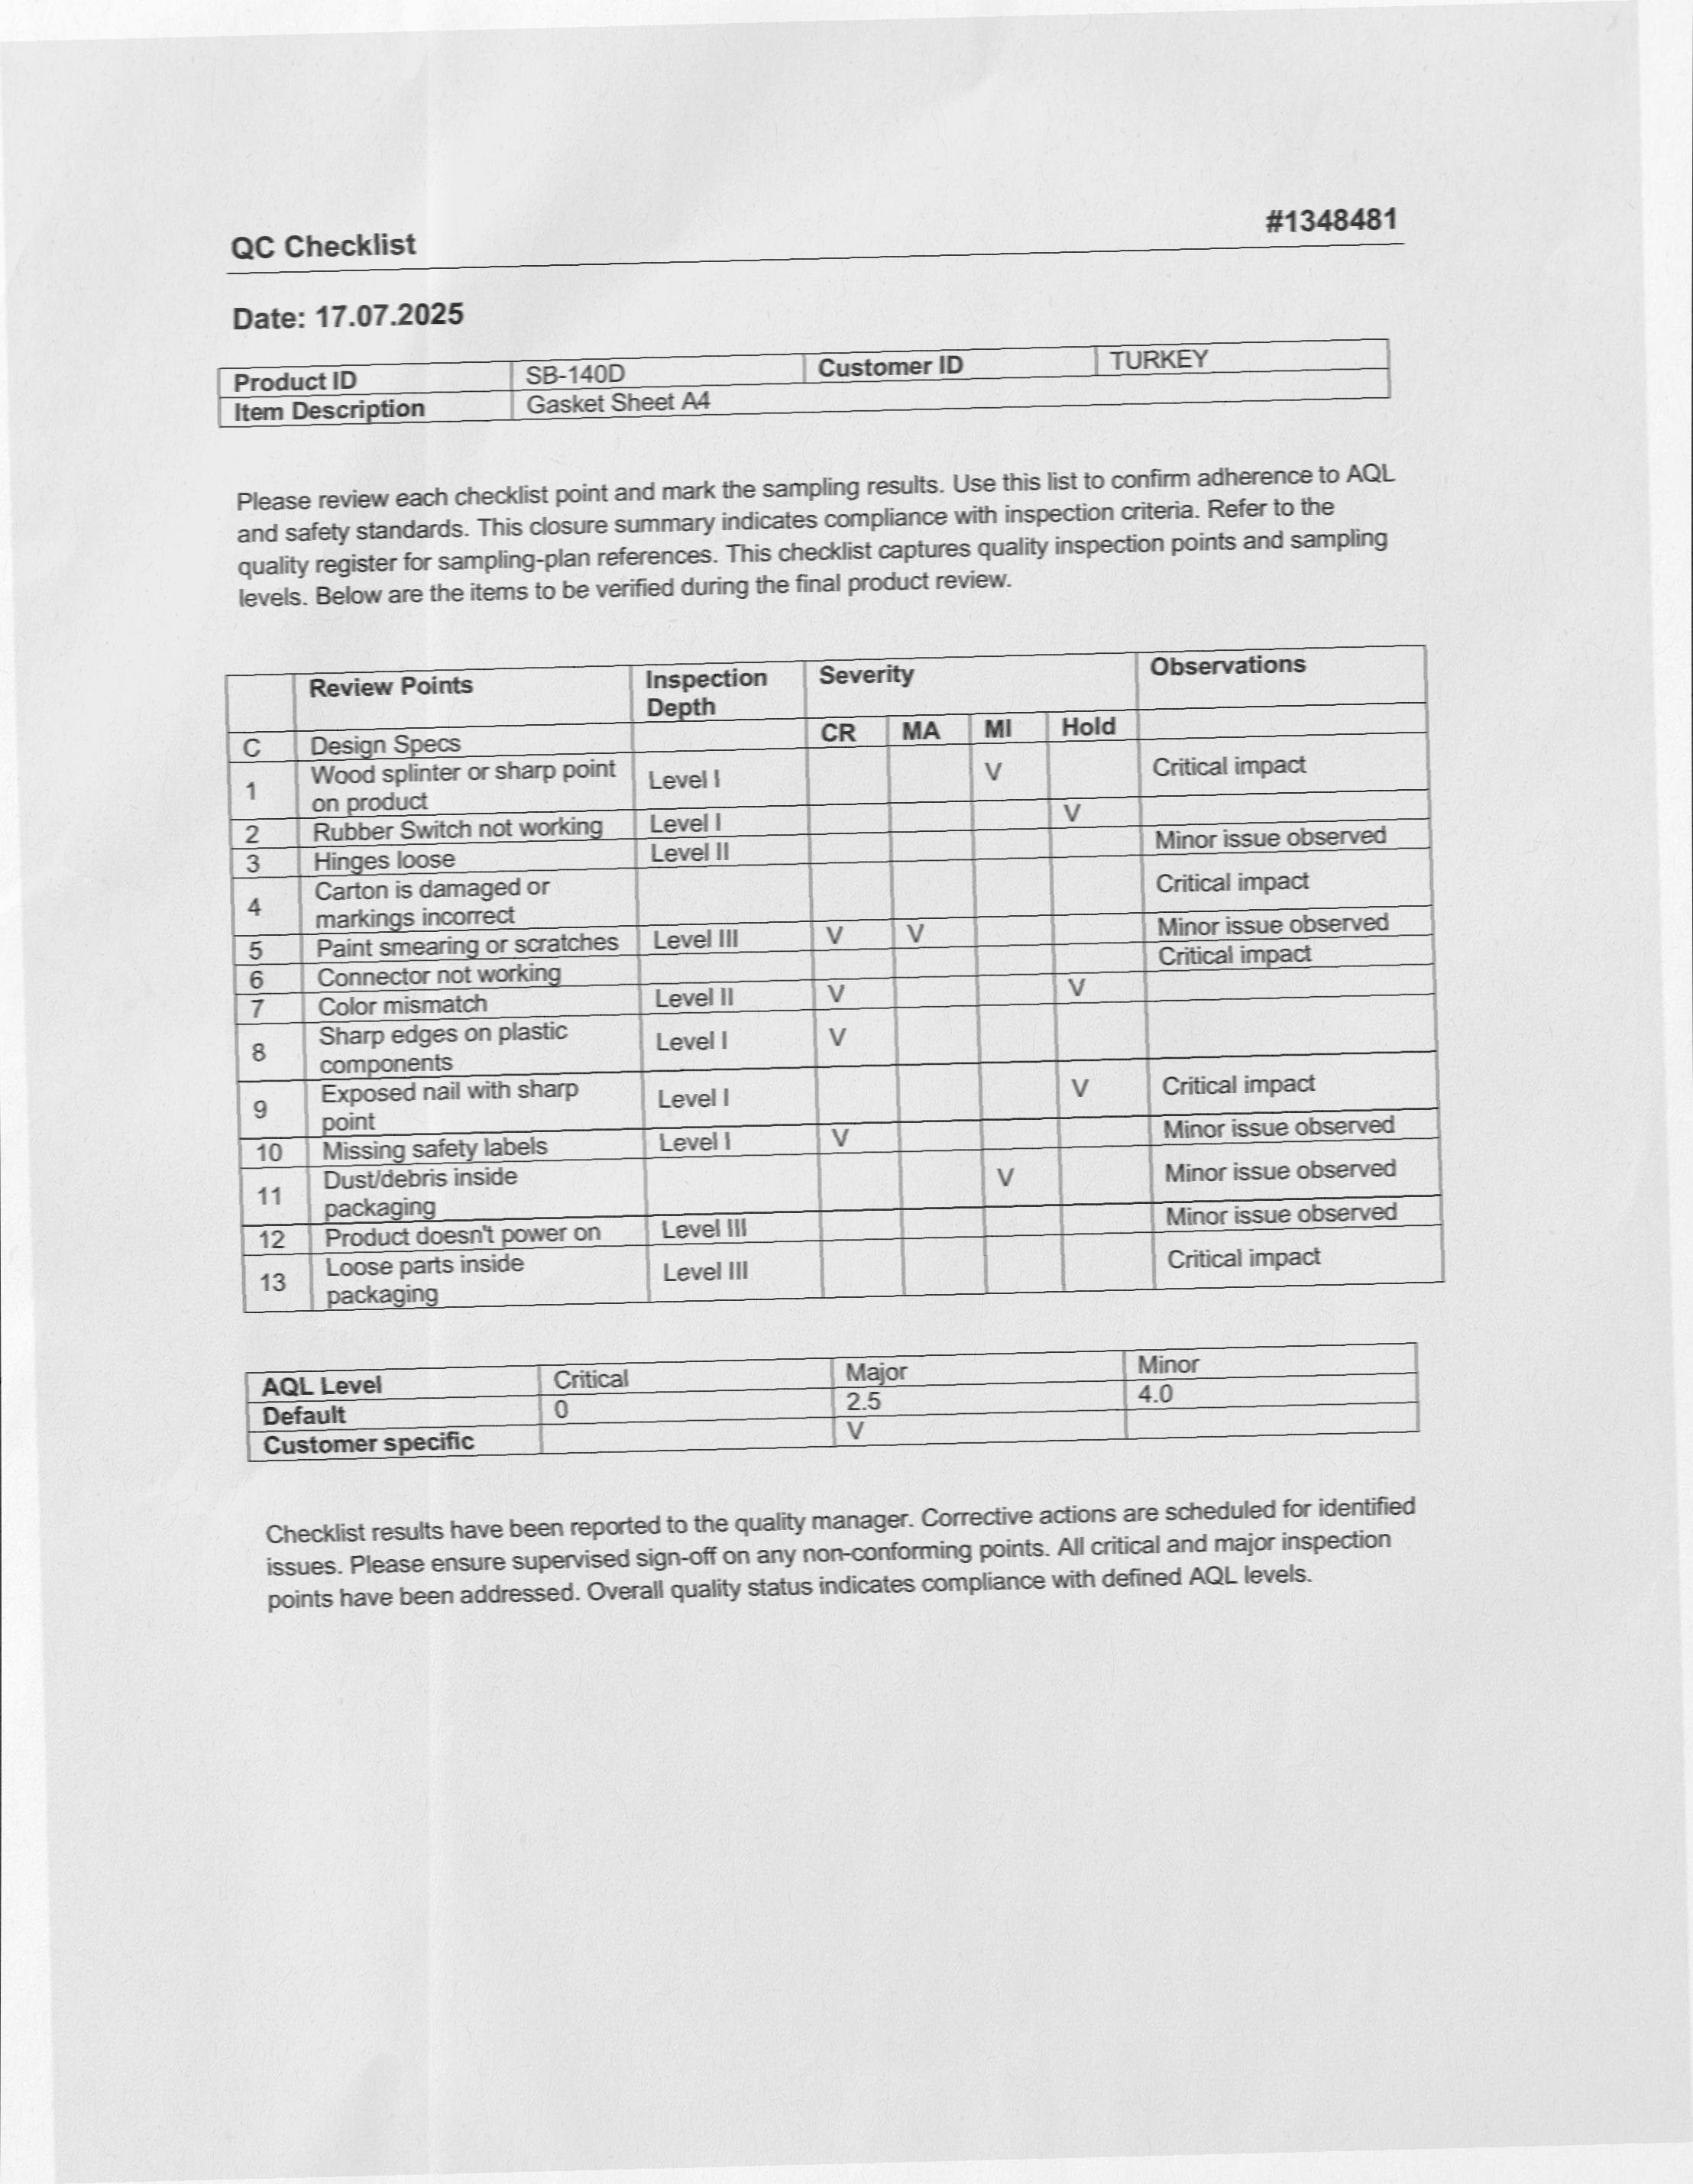 #1348481
QC Checklist
Date: 17.07.2025
Product ID SB-140D Customer ID TURKEY
Item Description Gasket Sheet A4
Please review each checklist point and mark the sampling results. Use this list to confirm adherence to AQL
and safety standards. This closure summary indicates compliance with inspection criteria. Refer to the
quality register for sampling-plan references. This checklist captures quality inspection points and sampling
levels. Below are the items to be verified during the final product review.
Review Points Inspection Severity Observations
Depth
C Design Specs CR MA MI Hold
1 Wood splinter or sharp point Level I V Critical impact
on product
2 Rubber Switch not working Level I V
3 Hinges loose Level II Minor issue observed
4 Carton is damaged or Critical impact
markings incorrect
5 Paint smearing or scratches Level III V V Minor issue observed
6 Connector not working Critical impact
7 Color mismatch Level II V V
8 Sharp edges on plastic Level I V
components
9 Exposed nail with sharp Level I V Critical impact
point
10 Missing safety labels Level I V Minor issue observed
11 Dust/debris inside V Minor issue observed
packaging
12 Product doesn't power on Level III Minor issue observed
13 Loose parts inside Level III Critical impact
packaging
AQL Level Critical Major Minor
Default 0 2.5 4.0
Customer specific V
Checklist results have been reported to the quality manager. Corrective actions are scheduled for identified
issues. Please ensure supervised sign-off on any non-conforming points. All critical and major inspection
points have been addressed. Overall quality status indicates compliance with defined AQL levels.